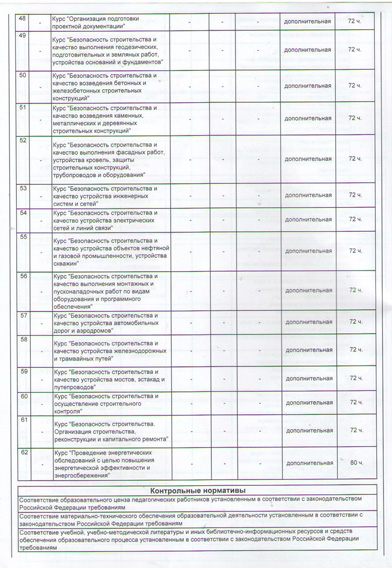 48 - Курс "Организация подготовки - - - дополнительная 72 ч.
проектной документации"
49 - Курс "Безопасность строительства и - - - дополнительная 72 ч.
качество выполнения геодезических,
подготовительных и земляных работ,
устройства оснований и фундаментов"
50 - Курс "Безопасность строительства и - - - дополнительная 72 ч.
качество возведения бетонных и
железобетонных строительных
конструкций"
51 - Курс "Безопасность строительства и - - - дополнительная 72 ч.
качество возведения каменных,
металлических и деревянных
строительных конструкций"
52 - Курс "Безопасность строительства и - - - дополнительная 72 ч.
качество выполнения фасадных работ,
устройства кровель, защиты
строительных конструкций,
трубопроводов и оборудования"
53 - Курс "Безопасность строительства и - - - дополнительная 72 ч.
качество устройства инженерных
систем и сетей"
54 - Курс "Безопасность строительства и - - - дополнительная 72 ч.
качество устройства электрических
сетей и линий связи"
55 - Курс "Безопасность строительства и - - - дополнительная 72 ч.
качество устройства объектов нефтяной
и газовой промышленности, устройства
скважин"
56 - Курс "Безопасность строительства и - - - дополнительная 72 ч.
качество выполнения монтажных и
пусконаладочных работ по видам
оборудования и программного
обеспечения"
57 - Курс "Безопасность строительства и - - - дополнительная 72 ч.
качество устройства автомобильных
дорог и аэродромов"
58 - Курс "Безопасность строительства и - - - дополнительная 72 ч.
качество устройства железнодорожных
и трамвайных путей"
59 - Курс "Безопасность строительства и - - - дополнительная 72 ч.
качество устройства мостов, эстакад и
путепроводов"
60 - Курс "Безопасность строительства и - - - дополнительная 72 ч.
осуществление строительного
контроля"
61 - Курс "Безопасность строительства. - - - дополнительная 72 ч.
Организация строительства,
реконструкции и капитального ремонта"
62 - Курс "Проведение энергетических - - - дополнительная 80 ч.
обследований с целью повышения
энергетической эффективности и
энергосбережения"
Контрольные нормативы
Соответствие образовательного ценза педагогических работников установленным в соответствии с законодательством
Российской Федерации требованиям
Соответствие материально-технического обеспечения образовательной деятельности установленным в соответствии с
законодательством Российской Федерации требованиям
Соответствие учебной, учебно-методической литературы и иных библиотечно-информационных ресурсов и средств
обеспечения образовательного процесса установленным в соответствии с законодательством Российской Федерации
требованиям